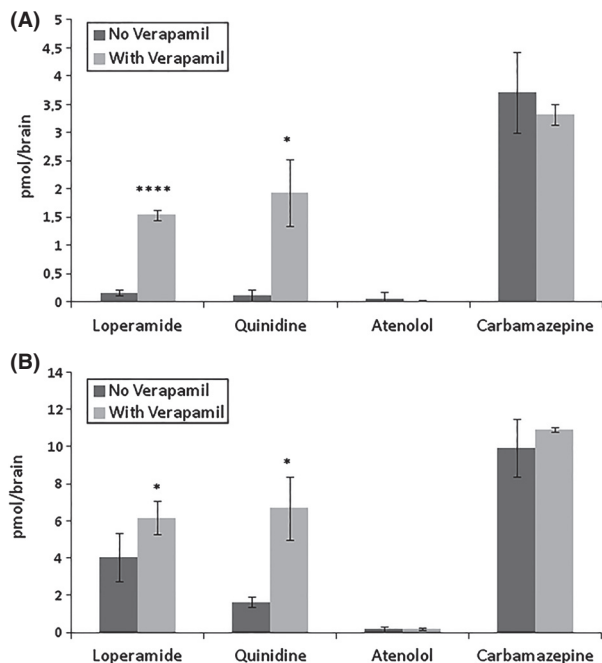 (A)
No Verapamil
With Verapamil
pmol/brain
5
4,5
4
3,5
3
2,5
2
1,5
1
0,5
0
****
*
Loperamide Quinidine Atenolol Carbamazepine
(B)
No Verapamil
With Verapamil
pmol/brain
14
12
10
8
6
4
2
0
*
*
Loperamide Quinidine Atenolol Carbamazepine